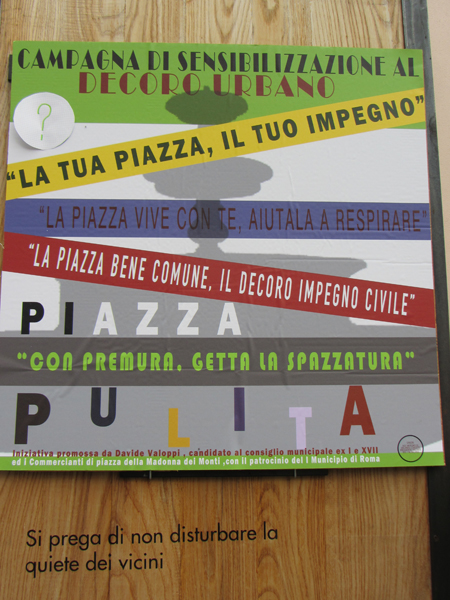 CAMPAGNA DI SENSIBILIZZAZIONE AL
DECORO URBANO
?
"LA TUA PIAZZA, IL TUO IMPEGNO"
"LA PIAZZA VIVE CON TE, AIUTALA A RESPIRARE"
"LA PIAZZA BENE COMUNE, IL DECORO IMPEGNO CIVILE"
PIAZZA
"CON PREMURA, GETTA LA SPAZZATURA"
PULITA
Iniziativa promossa da Davide Valoppi , candidato al consiglio municipale ex I e XVII
ed i Commercianti di piazza della Madonna dei Monti ,con il patrocinio del I Municipio di Roma
Si prega di non disturbare la
quiete dei vicini